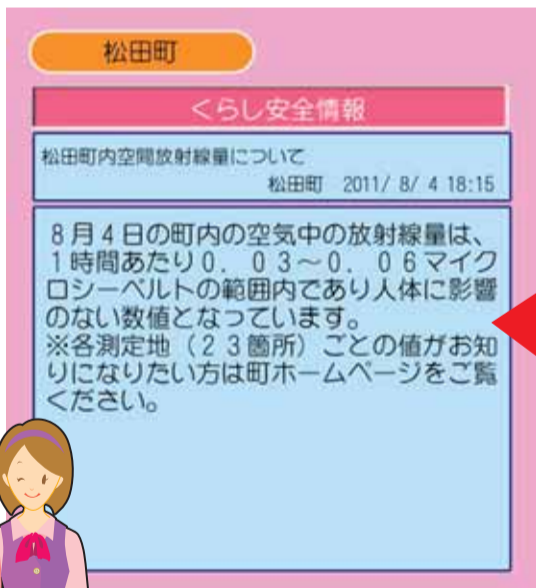 松田町
くらし安全情報
松田町内空間放射線量について
松田町 2011/ 8/ 4 18:15
8月4日の町内の空気中の放射線量は、
1時間あたり0．03～0．06マイク
ロシーベルトの範囲内であり人体に影響
のない数値となっています。
※各測定地（23箇所）ごとの値がお知
りになりたい方は町ホームページをご覧
ください。